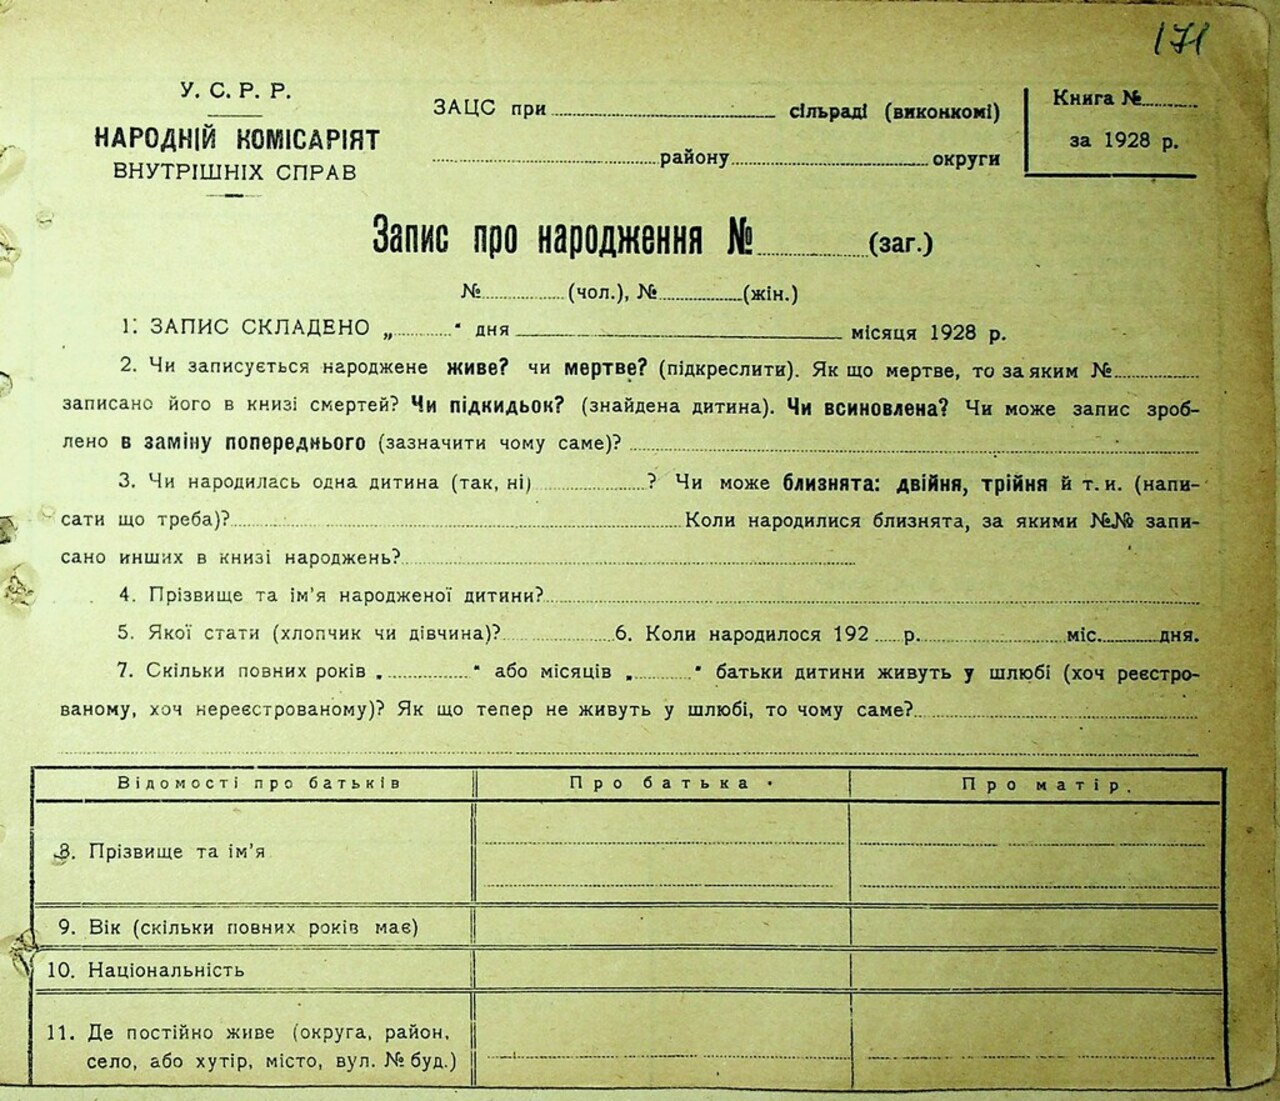 171
У. С. Р. Р.
НАРОДНІЙ КОМІСАРІЯТ
ВНУТРІШНІХ СПРАВ
ЗАЦС при сільраді (виконкомі)
району округи
Книга №
за 1928 р.
Запис про народження № (заг.)
№ (чол.), № (жін.)
1. ЗАПИС СКЛАДЕНО „ “ дня місяця 1928 р.
2. Чи записується народжене живе? чи мертве? (підкреслити). Як що мертве, то за яким №
записано його в книзі смертей? Чи підкидьок? (знайдена дитина). Чи всиновлена? Чи може запис зроб-
лено в заміну попереднього (зазначити чому саме)?
3. Чи народилась одна дитина (так, ні) ? Чи може близнята: двійня, трійня й т. и. (напи-
сати що треба)? Коли народилися близнята, за якими №№ запи-
сано инших в книзі народжень?
4. Прізвище та ім’я народженої дитини?
5. Якої стати (хлопчик чи дівчина)? 6. Коли народилося 192 р. міс. дня.
7. Скільки повних років „ “ або місяців „ “ батьки дитини живуть у шлюбі (хоч реєстро-
ваному, хоч нереєстрованому)? Як що тепер не живуть у шлюбі, то чому саме?
Відомості про батьків Про батька Про матір.
8. Прізвище та ім’я
9. Вік (скільки повних років має)
10. Національність
11. Де постійно живе (округа, район,
село, або хутір, місто, вул. № буд.)